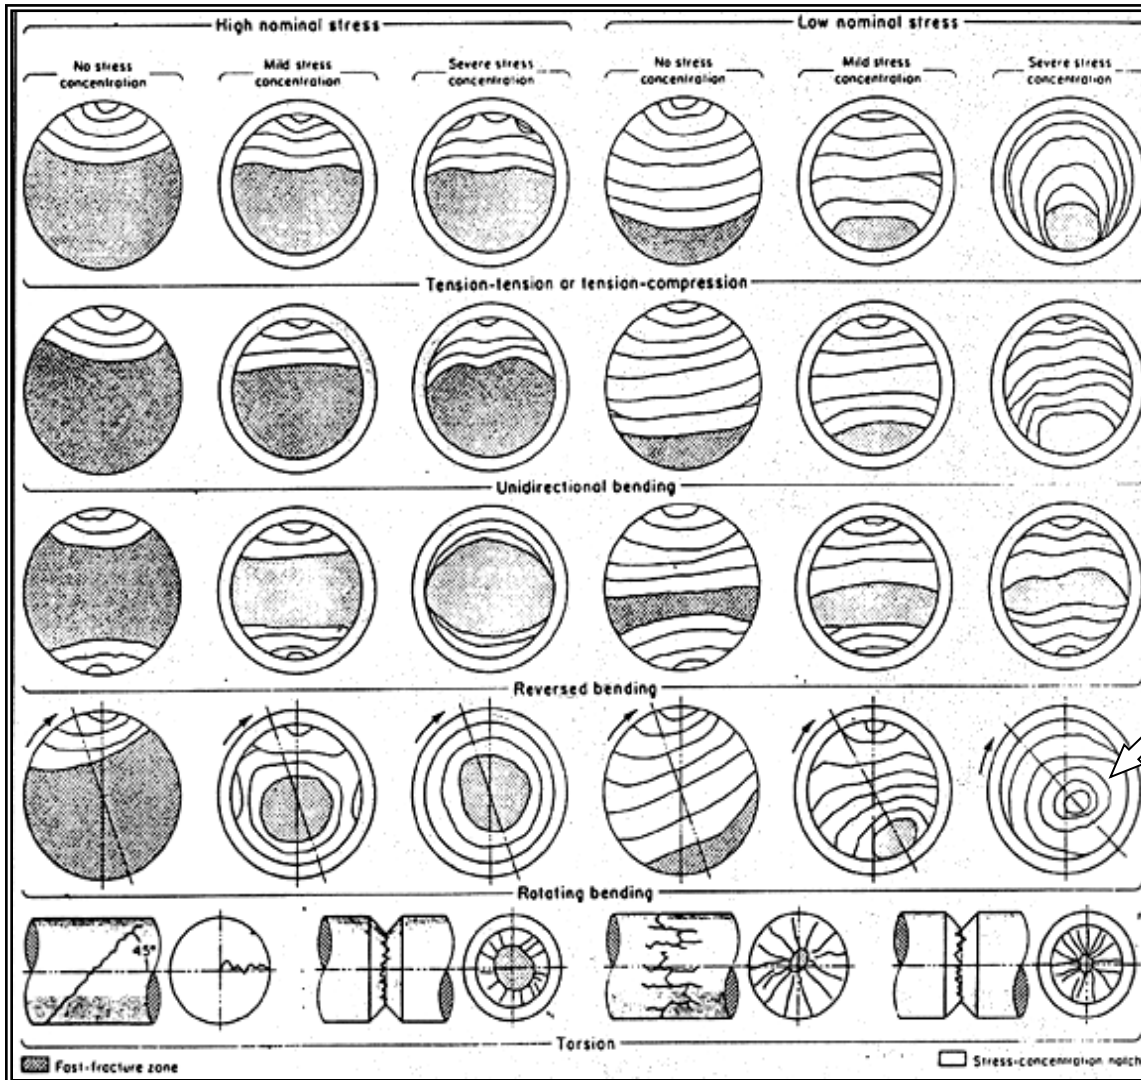 High nominal stress
Low nominal stress
No stress
concentration
Mild stress
concentration
Severe stress
concentration
No stress
concentration
Mild stress
concentration
Severe stress
concentration
Tension-tension or tension-compression
Unidirectional bending
Reversed bending
Rotating bending
45°
Torsion
Fast-fracture zone
Stress-concentration notch